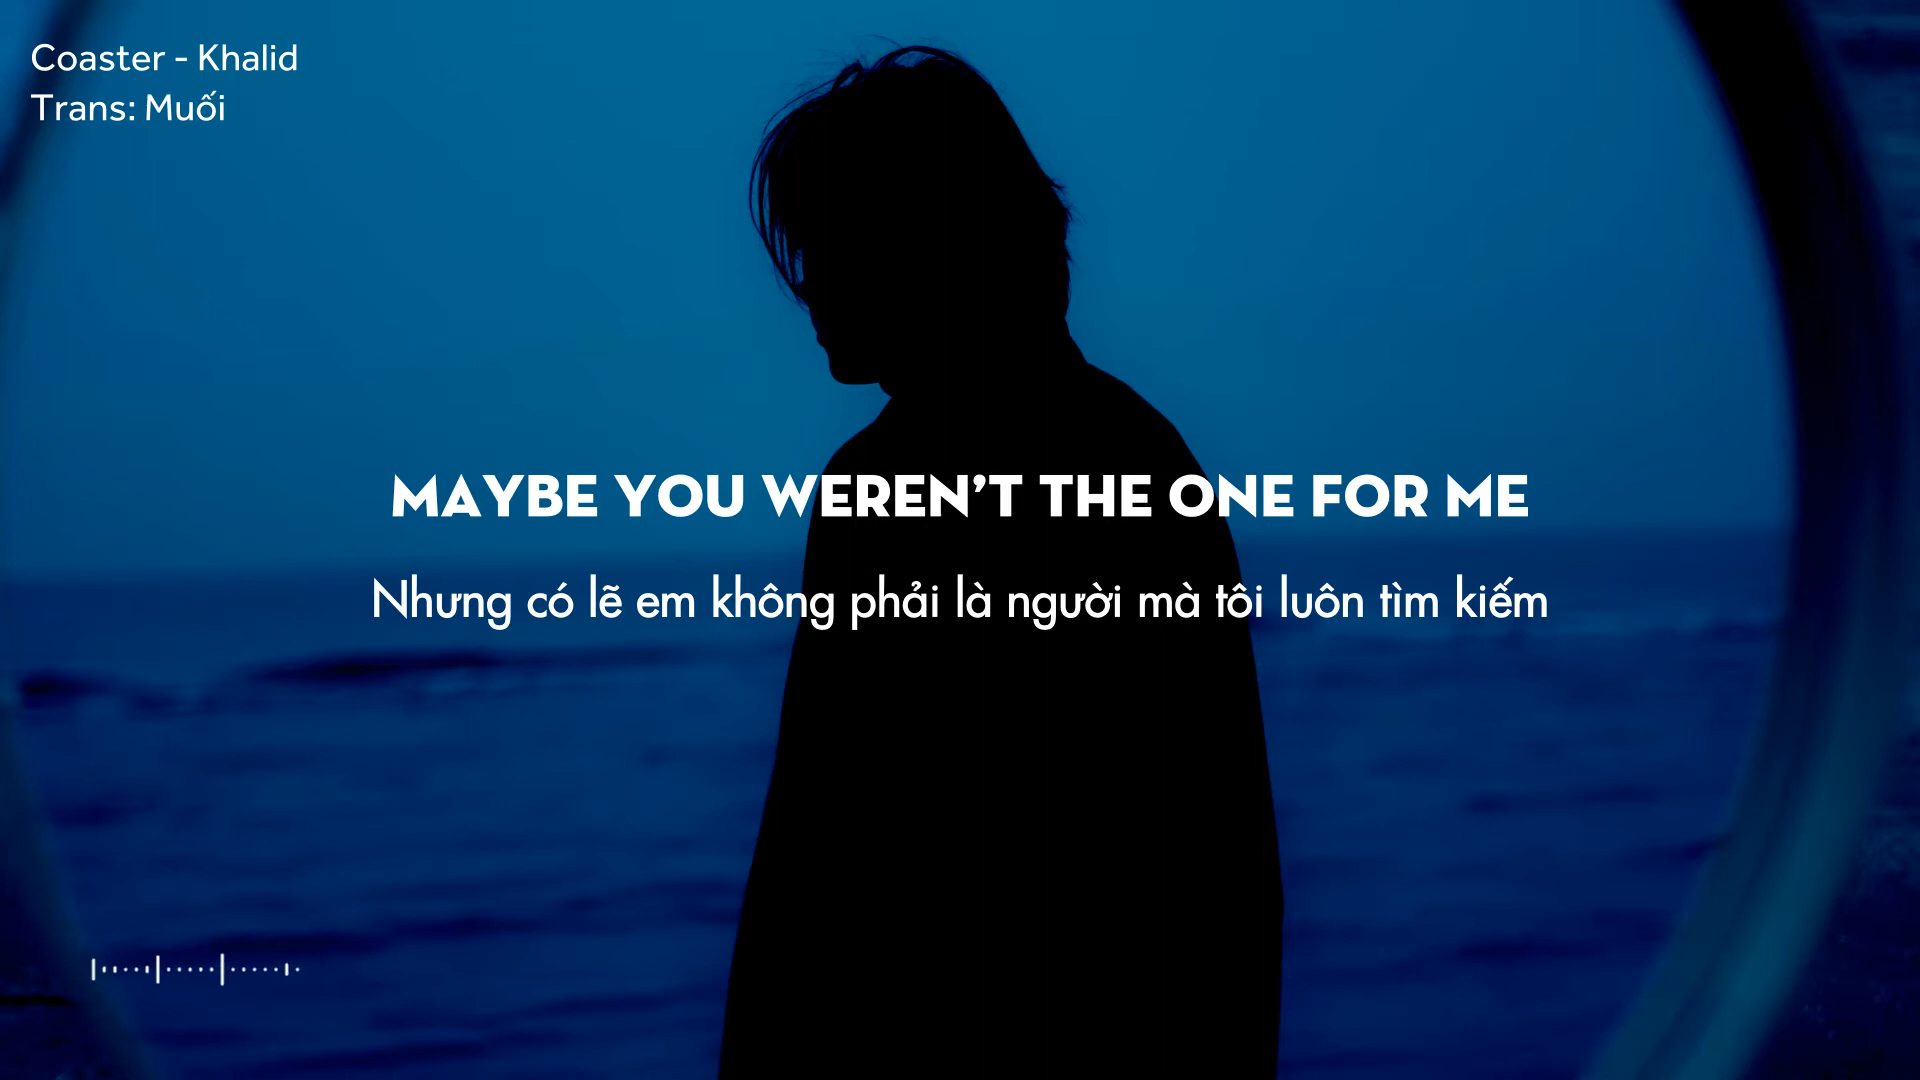 Coaster - Khalid
Trans: Muối
MAYBE YOU WEREN’T THE ONE FOR ME
Nhưng có lẽ em không phải là người mà tôi luôn tìm kiếm